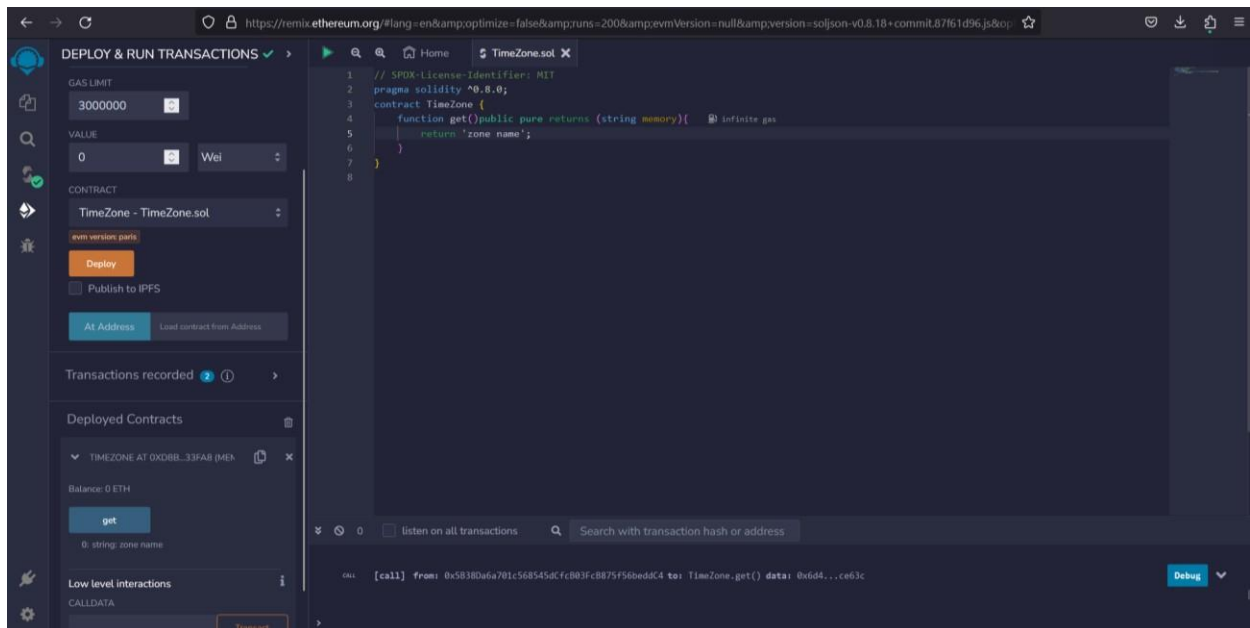 https://remix.ethereum.org/#lang=en&amp;optimize=false&amp;runs=200&amp;evmVersion=null&amp;version=soljson-v0.8.18+commit.87f61d96.js&op
DEPLOY & RUN TRANSACTIONS
GAS LIMIT
3000000
VALUE
0 Wei
CONTRACT
TimeZone - TimeZone.sol
evm version: paris
Deploy
Publish to IPFS
At Address Load contract from Address
Transactions recorded 2 i
Deployed Contracts
TIMEZONE AT 0XD8B...33FA8 (MEM
Balance: 0 ETH
get
0: string: zone name
Low level interactions i
CALLDATA
Transact
Home TimeZone.sol
1 // SPDX-License-Identifier: MIT
2 pragma solidity ^0.8.0;
3 contract TimeZone {
4 function get()public pure returns (string memory){ infinite gas
5 return 'zone name';
6 }
7 }
8
0 listen on all transactions Search with transaction hash or address
CALL [call] from: 0x5B38Da6a701c568545dCfcB03FcB875f56beddC4 to: TimeZone.get() data: 0x6d4...ce63c
Debug
>